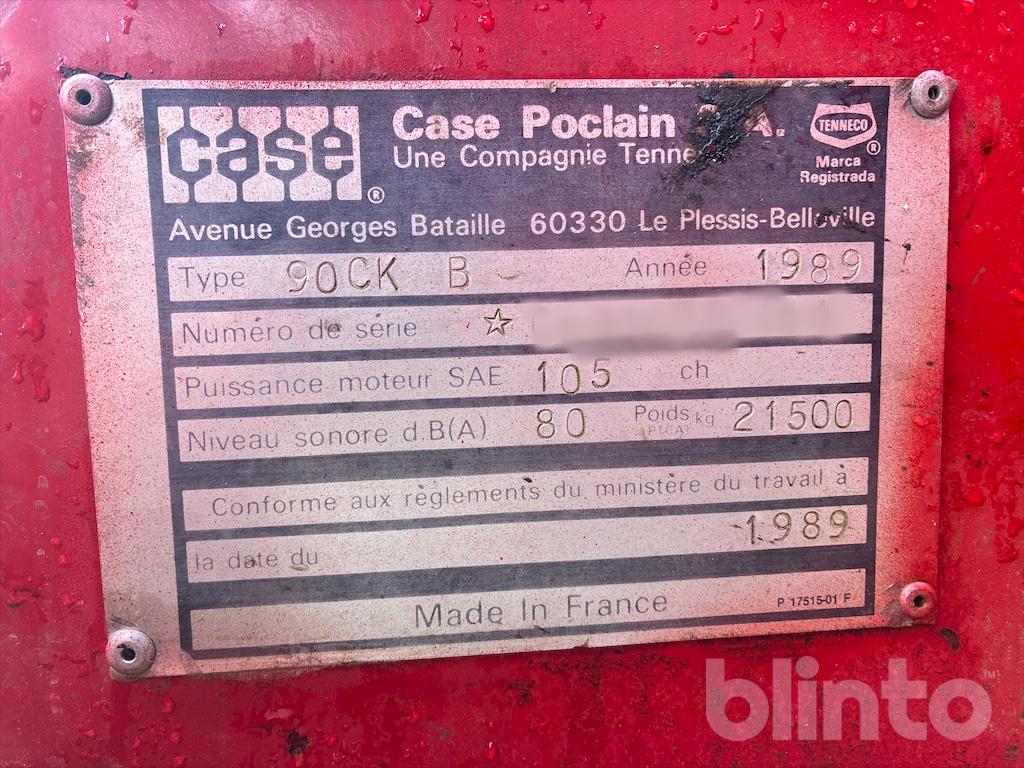 case ®
Case Poclain A.
Une Compagnie
TENNECO ®
Marca
Registrada
Avenue Georges Bataille 60330 Le Plessis-Belleville
Type 90CK B Année 1989
Numéro de série ☆
Puissance moteur SAE 105 ch
Niveau sonore d.B(A) 80 Poids kg 21500
(PTCA)
Conforme aux règlements du ministère du travail à
la date du 1989
Made In France P 17515-01 F
blinto™